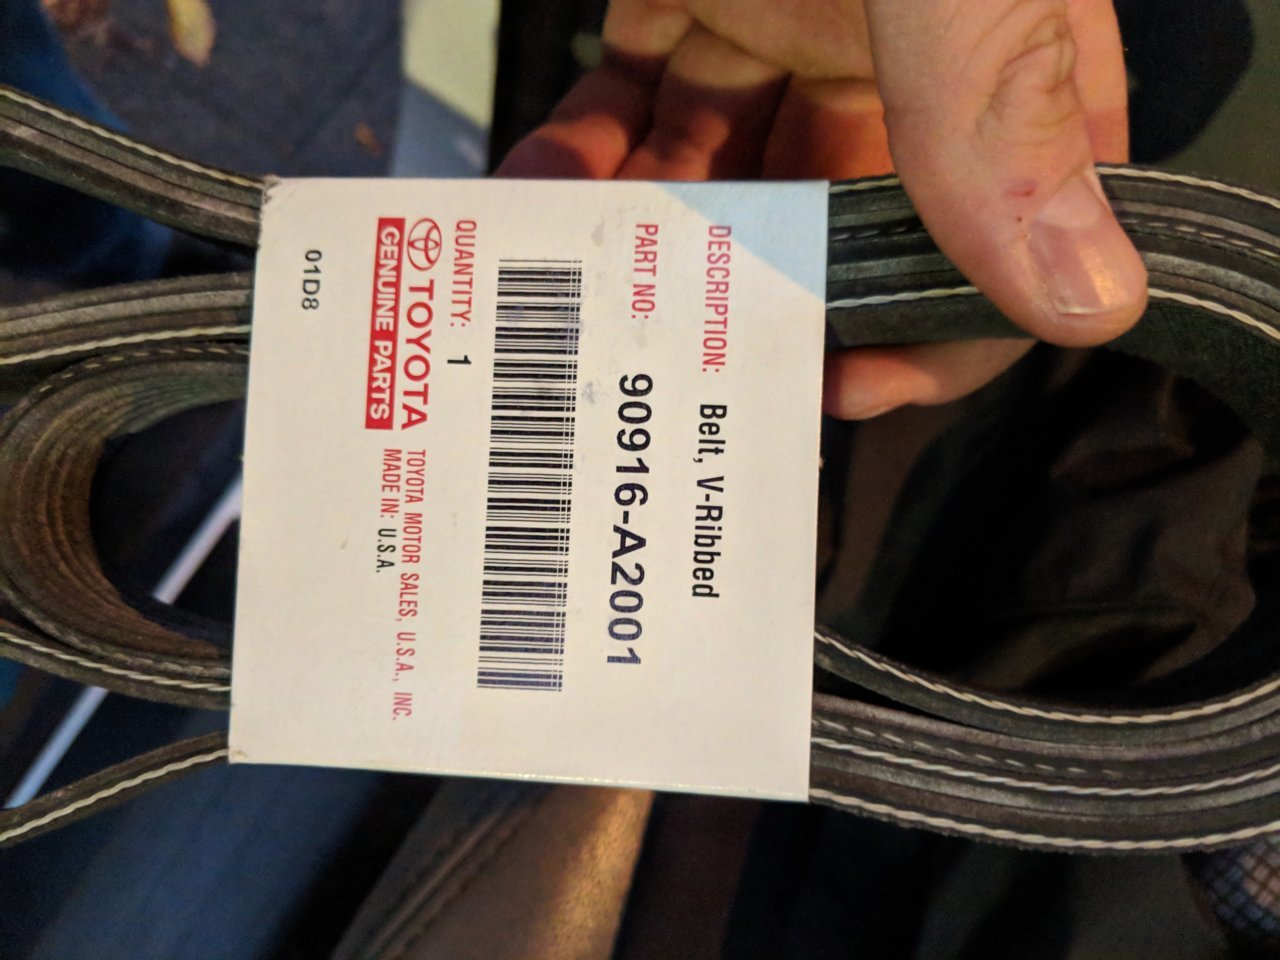 DESCRIPTION: Belt, V-Ribbed
PART NO: 90916-A2001
QUANTITY: 1
TOYOTA
GENUINE PARTS
TOYOTA MOTOR SALES, U.S.A., INC.
MADE IN: U.S.A.
01D8